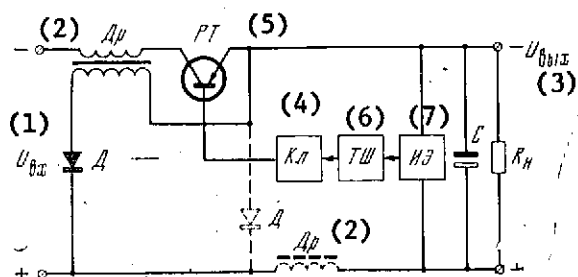 (2) Др РТ (5)
− − Uвых
(3)
(1) (4) (6) (7)
Uвх Д Кл ТШ ИЭ С Rн
Д
Др (2)
+ +